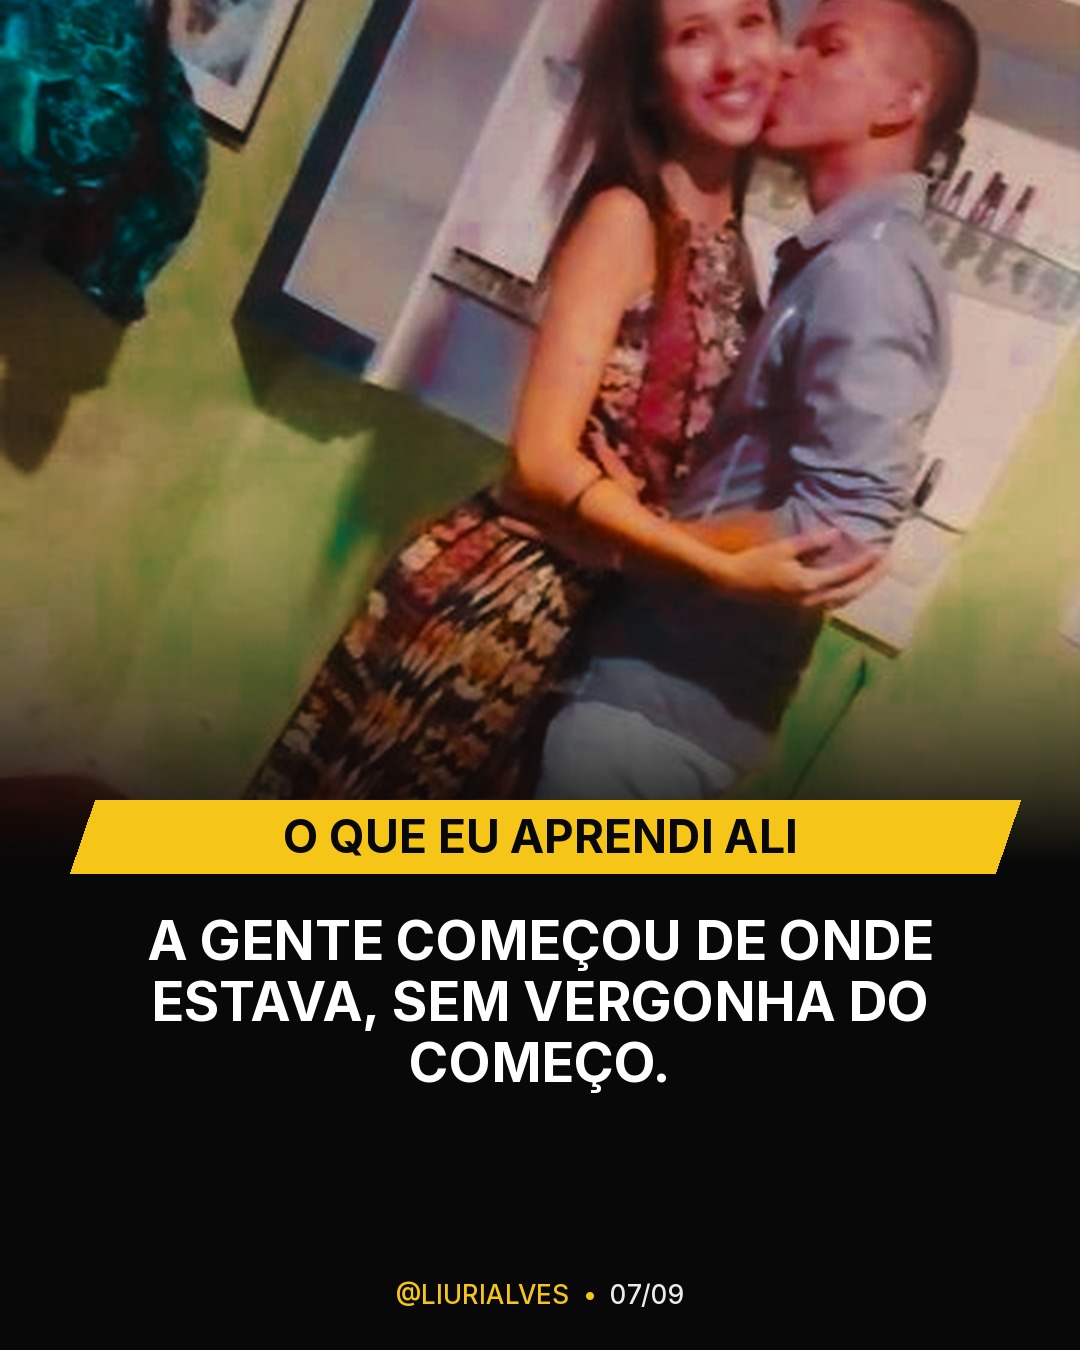 O QUE EU APRENDI ALI
A GENTE COMEÇOU DE ONDE
ESTAVA, SEM VERGONHA DO
COMEÇO.
@LIURIALVES • 07/09